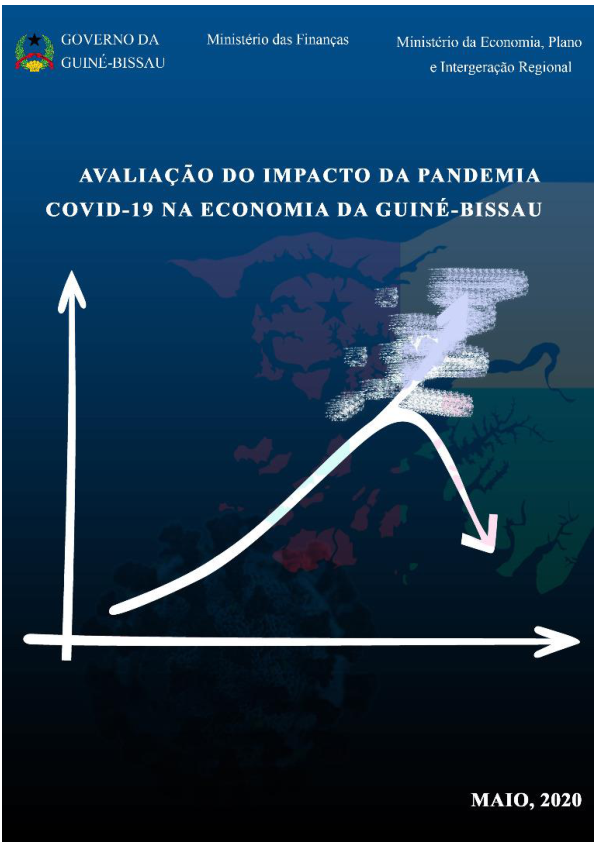 GOVERNO DA
GUINÉ-BISSAU
Ministério das Finanças
Ministério da Economia, Plano
e Intergeração Regional
AVALIAÇÃO DO IMPACTO DA PANDEMIA
COVID-19 NA ECONOMIA DA GUINÉ-BISSAU
MAIO, 2020